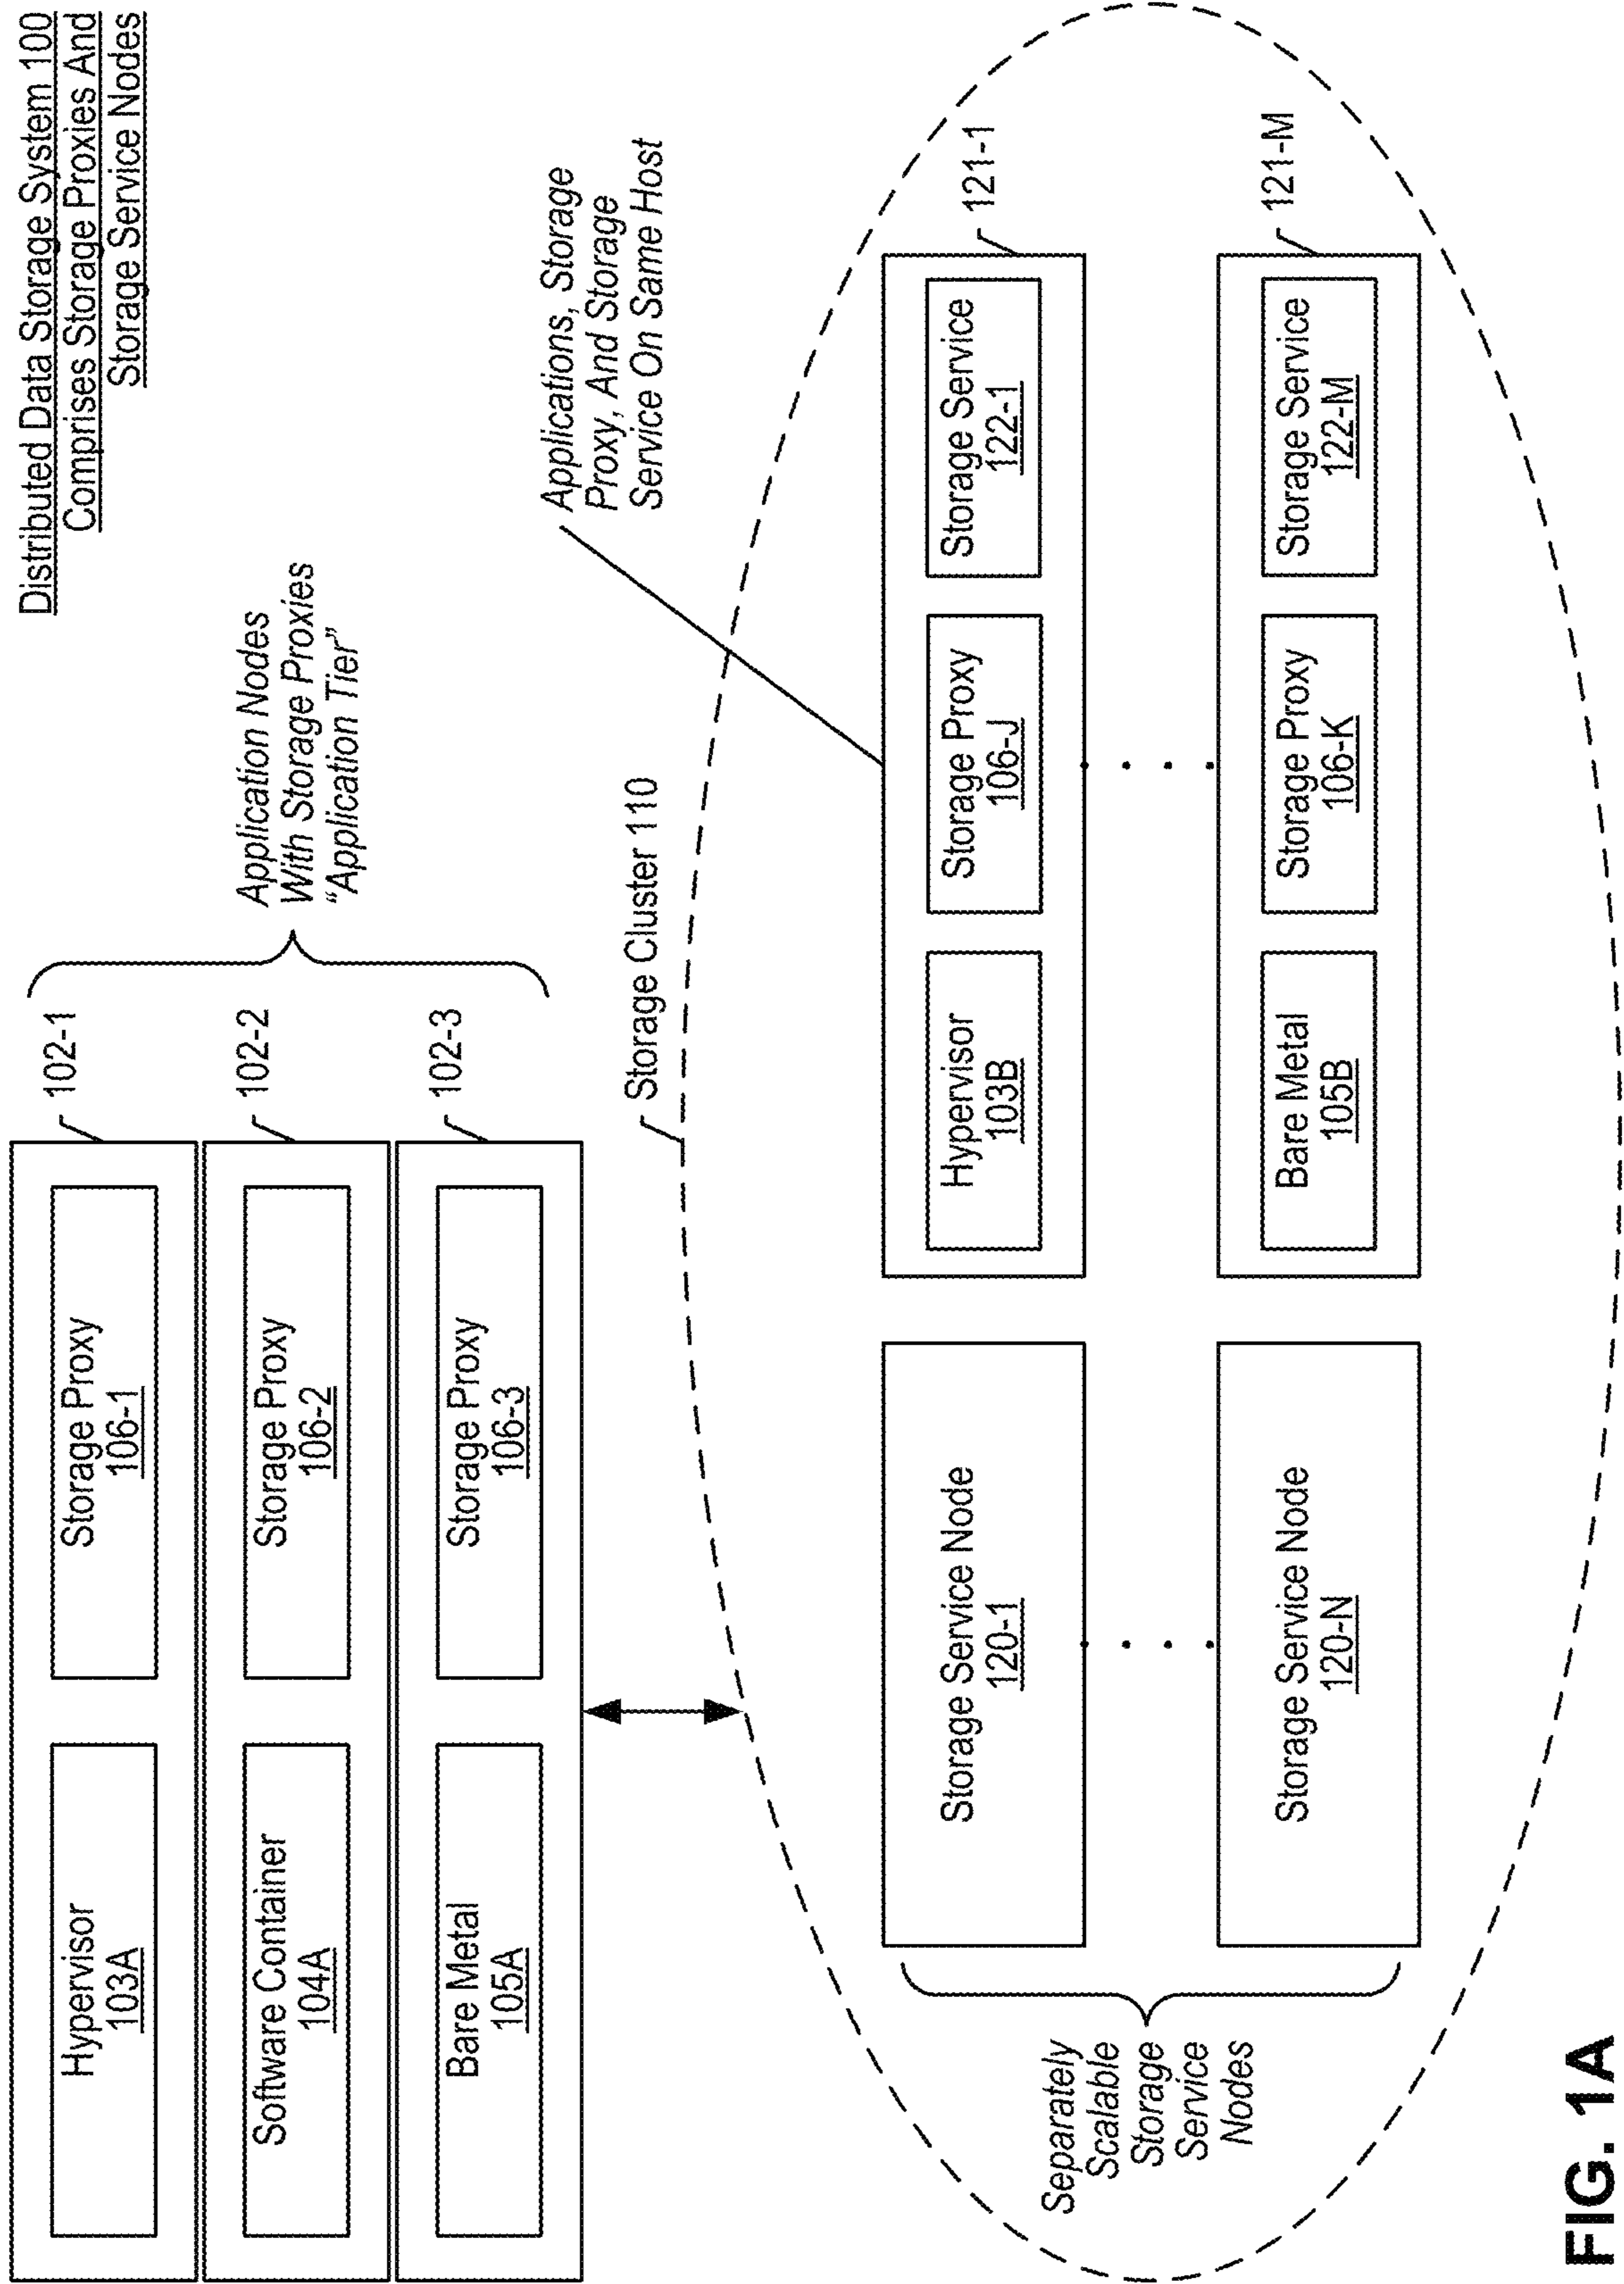 Distributed Data Storage System 100
Comprises Storage Proxies And
Storage Service Nodes
Hypervisor
103A
Storage Proxy
106-1
102-1
Software Container
104A
Storage Proxy
106-2
102-2
Bare Metal
105A
Storage Proxy
106-3
102-3
Application Nodes
With Storage Proxies
“Application Tier”
Storage Cluster 110
Applications, Storage
Proxy, And Storage
Service On Same Host
Separately
Scalable
Storage
Service
Nodes
Storage Service Node
120-1
Storage Service Node
120-N
Hypervisor
103B
Storage Proxy
106-J
Storage Service
122-1
121-1
Bare Metal
105B
Storage Proxy
106-K
Storage Service
122-M
121-M
FIG. 1A